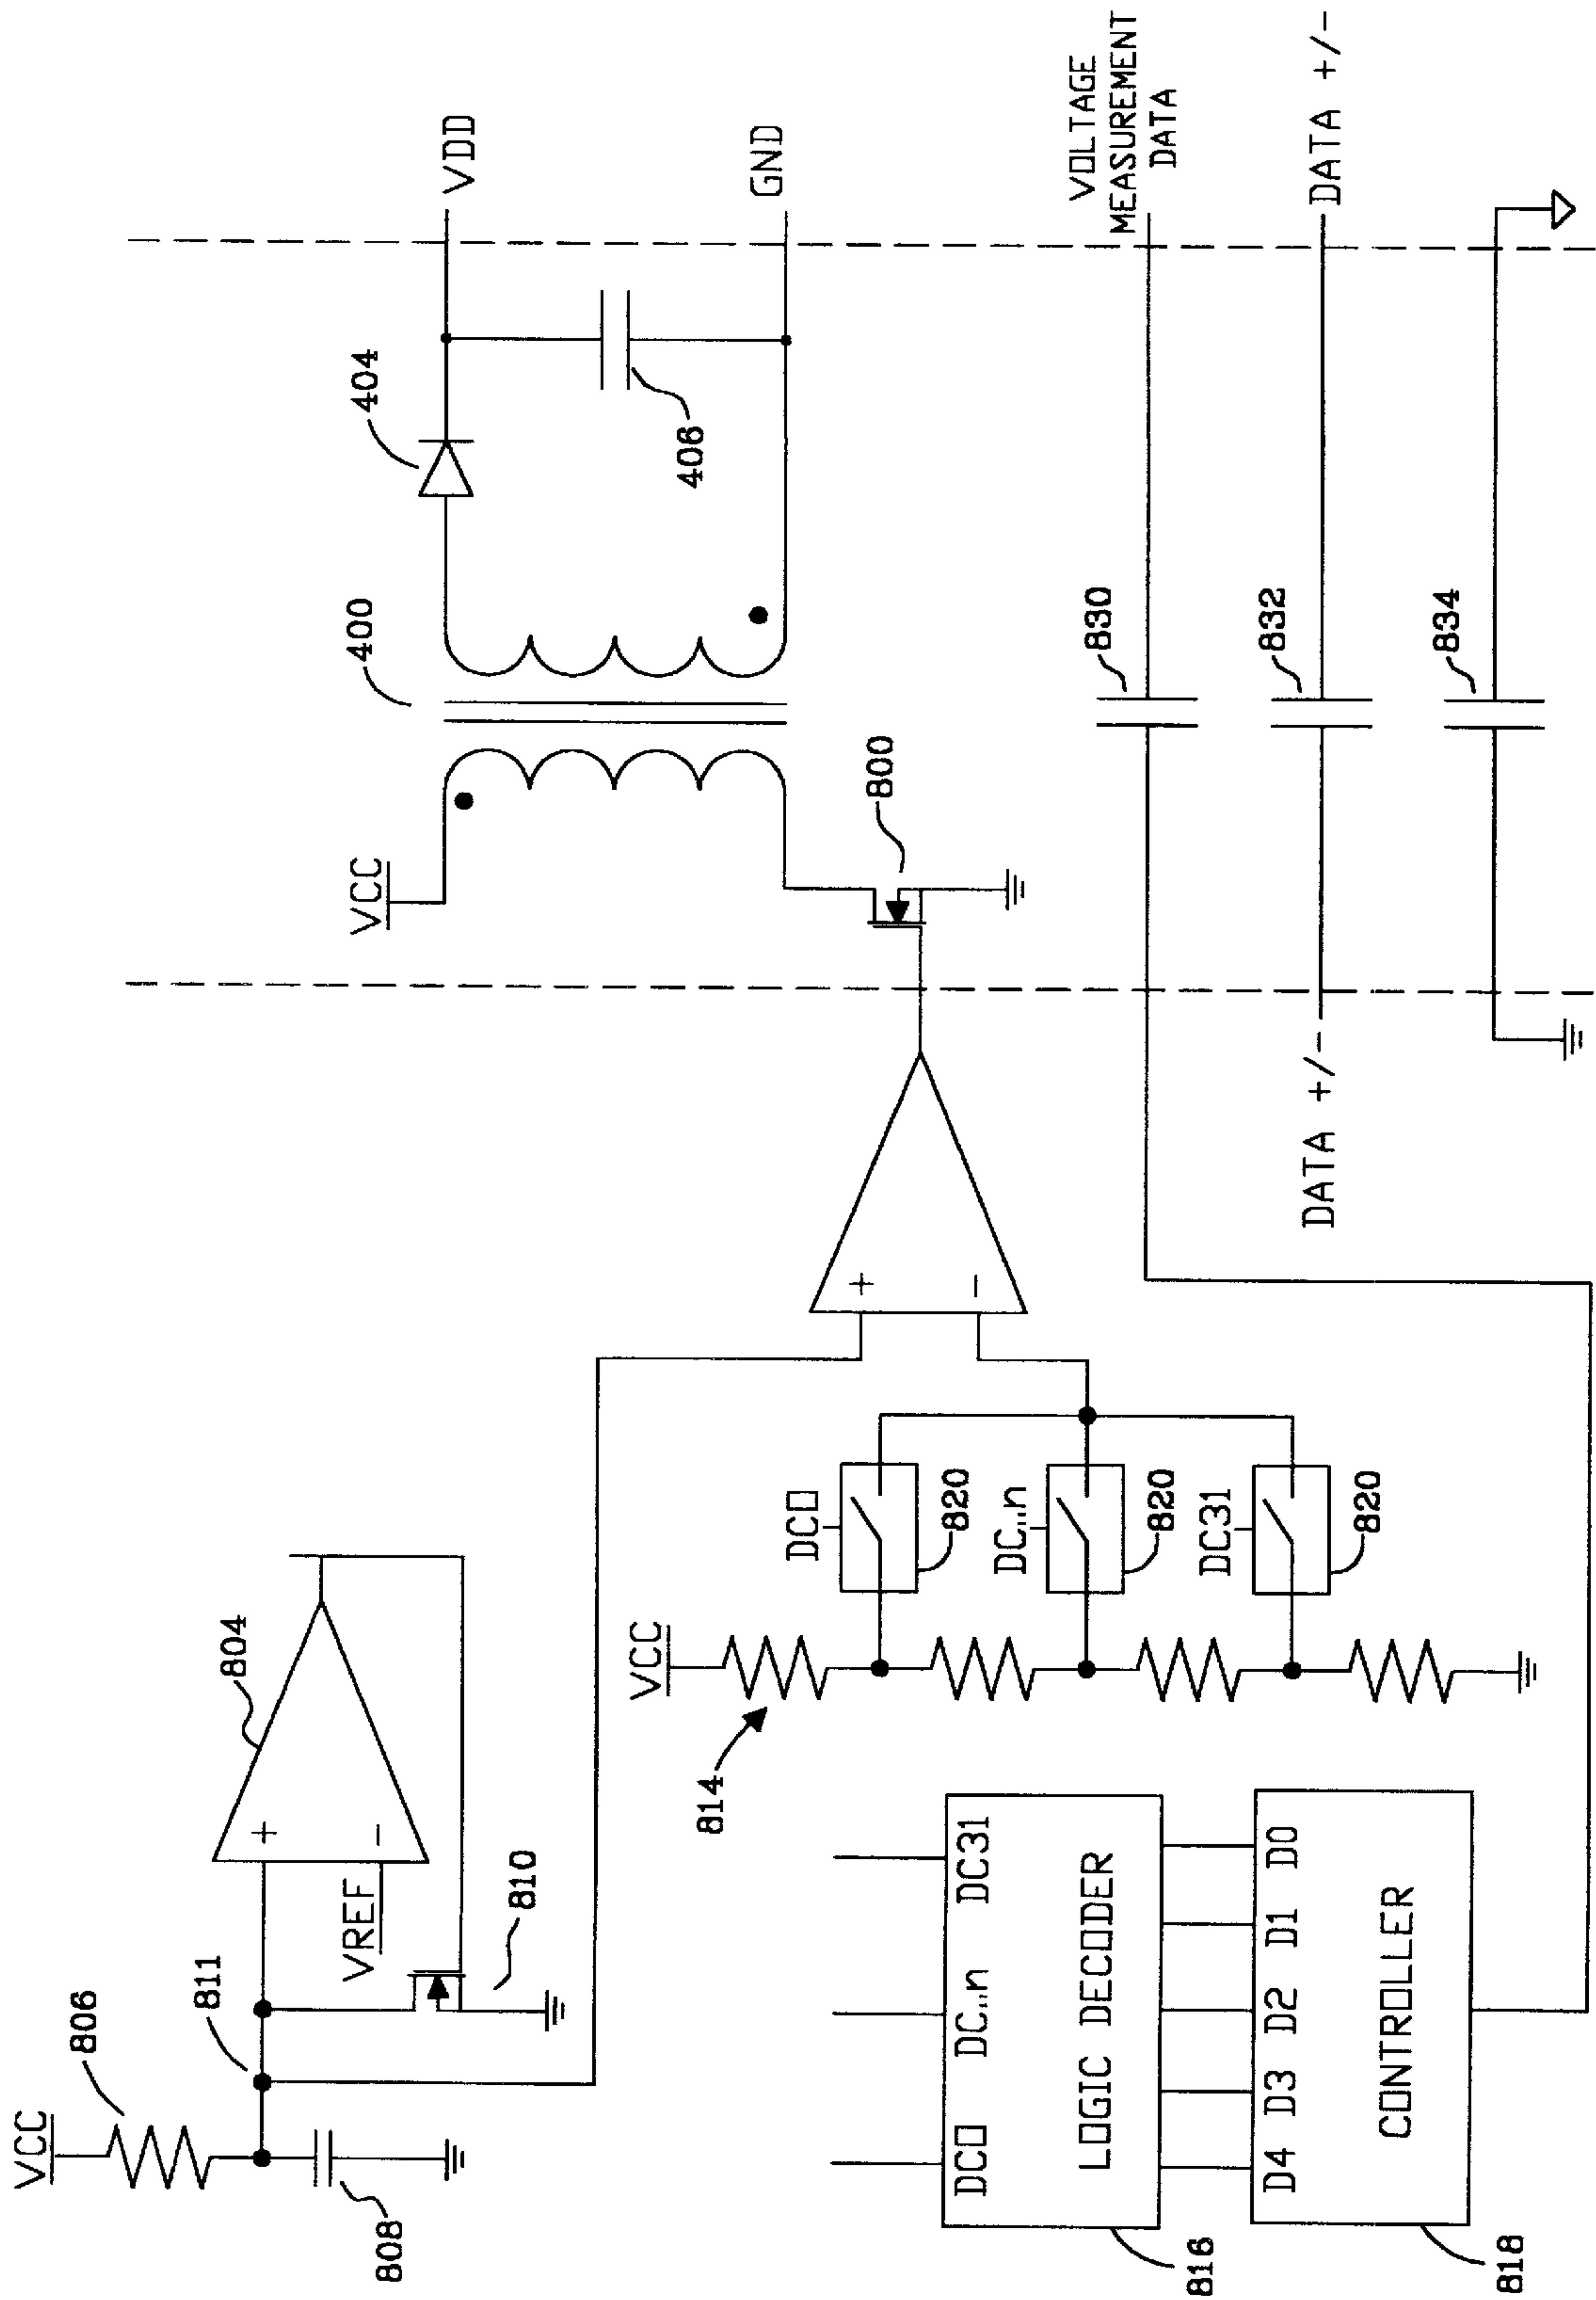 VCC
806
811
808
804
+
-
VREF
810
VCC
400
404
VDD
406
GND
800
+
-
VCC
814
DC0
820
DC..n
820
DC31
820
VOLTAGE
MEASUREMENT
DATA
830
DATA +/-
832
DATA +/-
834
DC0 DC..n DC31
LOGIC DECODER
816
D4 D3 D2 D1 D0
CONTROLLER
818